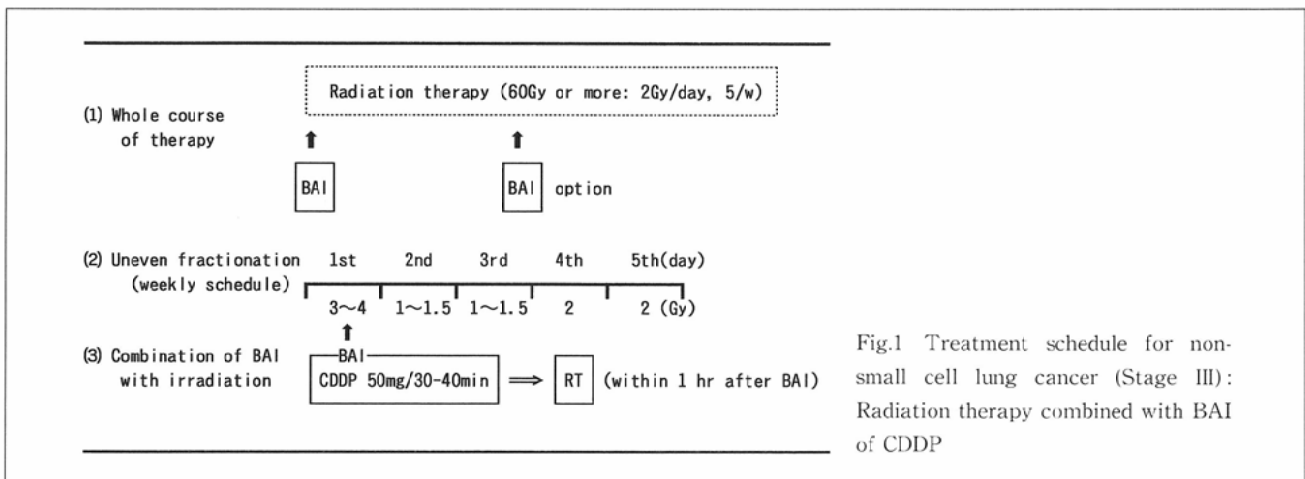 Radiation therapy (60Gy or more: 2Gy/day, 5/w)
(1) Whole course
of therapy
BAI
BAI option
(2) Uneven fractionation 1st 2nd 3rd 4th 5th(day)
(weekly schedule)
3～4 1～1.5 1～1.5 2 2 (Gy)
(3) Combination of BAI
with irradiation
BAI
CDDP 50mg/30-40min ⟹ RT (within 1 hr after BAI)
Fig.1 Treatment schedule for non-
small cell lung cancer (Stage III):
Radiation therapy combined with BAI
of CDDP